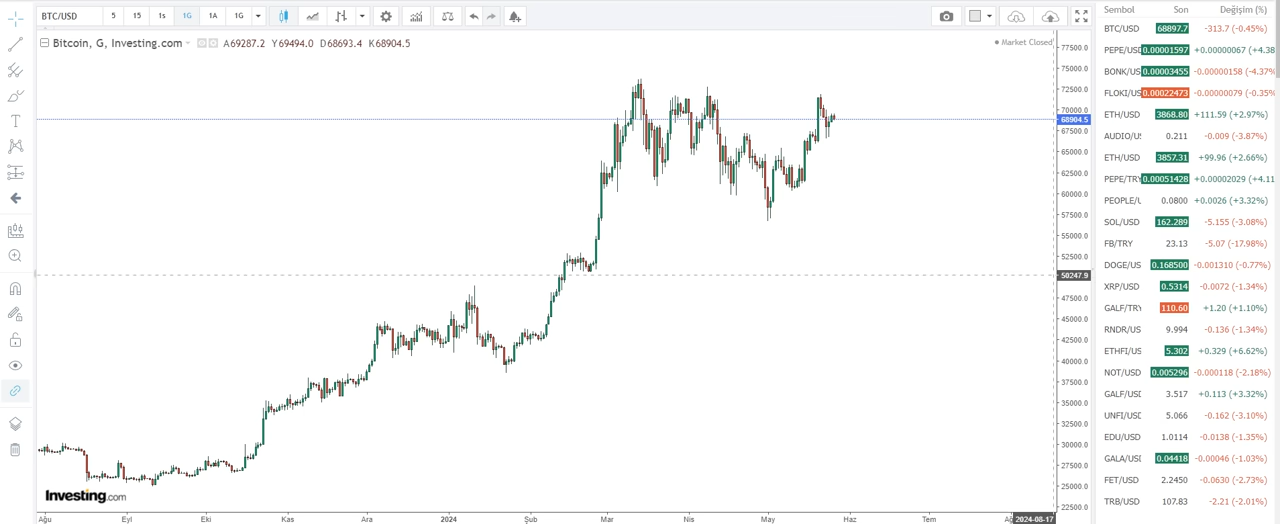 BTC/USD 5 15 1s 1G 1A 1G
Bitcoin, G, Investing.com A69287.2 Y69494.0 D68693.4 K68904.5
Market Closed
77500.0
75000.0
72500.0
70000.0
68904.5
67500.0
65000.0
62500.0
60000.0
57500.0
55000.0
52500.0
50247.9
47500.0
45000.0
42500.0
40000.0
37500.0
35000.0
32500.0
30000.0
27500.0
25000.0
22500.0
Investing.com
Ağu Eyl Eki Kas Ara 2024 Şub Mar Nis May Haz Tem 2024-08-17
Sembol Son Değişim (%)
BTC/USD 68897.7 -313.7 (-0.45%)
PEPE/USD 0.00001597 +0.00000067 (+4.38
BONK/US 0.00003455 -0.00000158 (-4.37%
FLOKI/US 0.00022473 -0.00000079 (-0.35%
ETH/USD 3868.80 +111.59 (+2.97%)
AUDIO/US 0.211 -0.009 (-3.87%)
ETH/USD 3857.31 +99.96 (+2.66%)
PEPE/TRY 0.00051428 +0.00002029 (+4.11
PEOPLE/U 0.0800 +0.0026 (+3.32%)
SOL/USD 162.289 -5.155 (-3.08%)
FB/TRY 23.13 -5.07 (-17.98%)
DOGE/US 0.168500 -0.001310 (-0.77%)
XRP/USD 0.5314 -0.0072 (-1.34%)
GALF/TRY 110.60 +1.20 (+1.10%)
RNDR/US 9.994 -0.136 (-1.34%)
ETHFI/US 5.302 +0.329 (+6.62%)
NOT/USD 0.005296 -0.000118 (-2.18%)
GALF/USD 3.517 +0.113 (+3.32%)
UNFI/USD 5.066 -0.162 (-3.10%)
EDU/USD 1.0114 -0.0138 (-1.35%)
GALA/USD 0.04418 -0.00046 (-1.03%)
FET/USD 2.2450 -0.0630 (-2.73%)
TRB/USD 107.83 -2.21 (-2.01%)